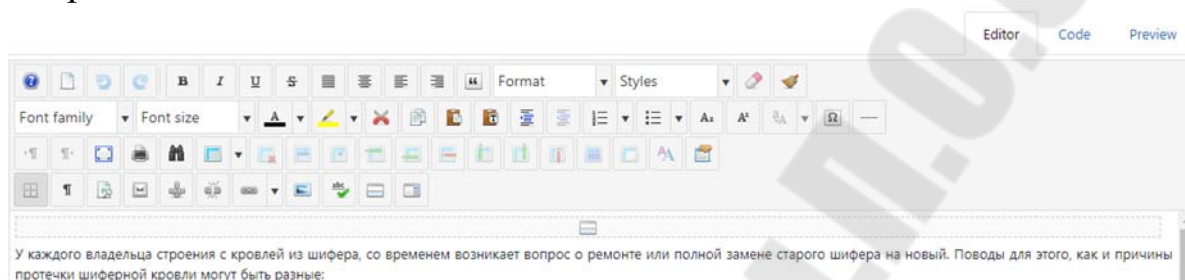 Editor Code Preview
B I U S Format Styles
Font family Font size A
У каждого владельца строения с кровлей из шифера, со временем возникает вопрос о ремонте или полной замене старого шифера на новый. Поводы для этого, как и причины
протечки шиферной кровли могут быть разные: